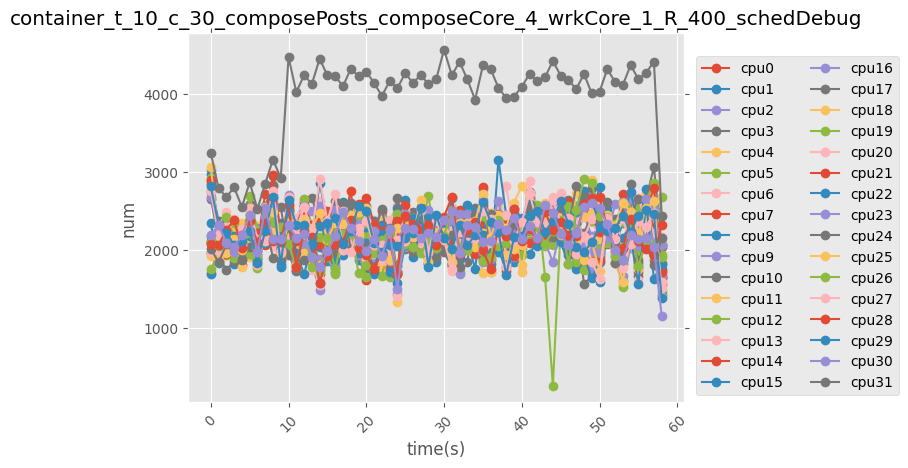 container_t_10_c_30_composePosts_composeCore_4_wrkCore_1_R_400_schedDebug
4000
3000
2000
1000
num
0
10
20
30
40
50
60
time(s)
cpu0
cpu1
cpu2
cpu3
cpu4
cpu5
cpu6
cpu7
cpu8
cpu9
cpu10
cpu11
cpu12
cpu13
cpu14
cpu15
cpu16
cpu17
cpu18
cpu19
cpu20
cpu21
cpu22
cpu23
cpu24
cpu25
cpu26
cpu27
cpu28
cpu29
cpu30
cpu31